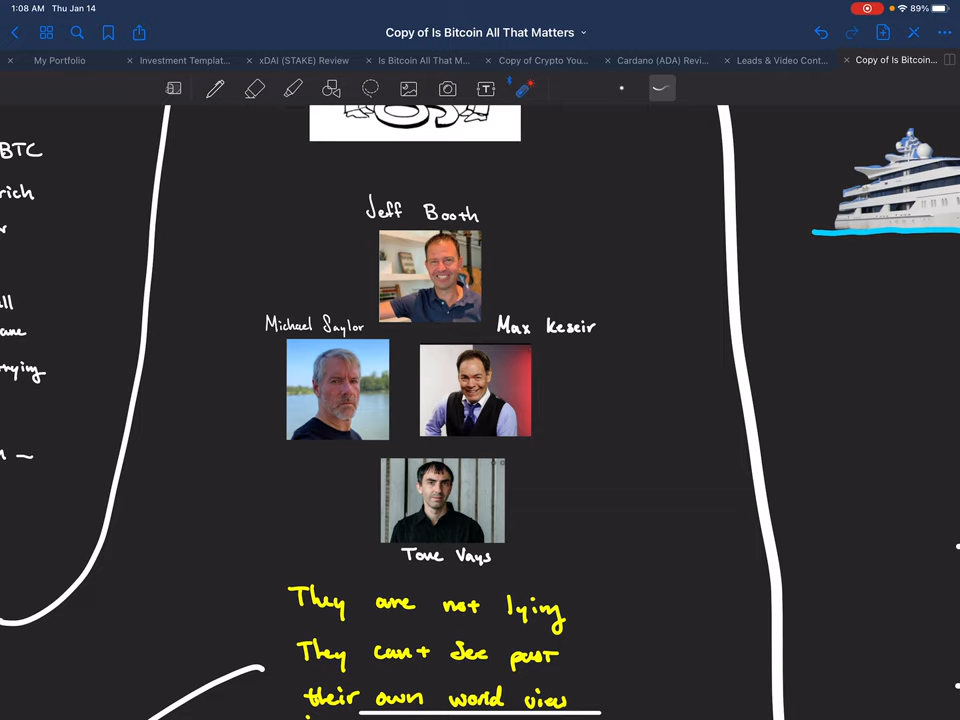 1:08 AM Thu Jan 14
89%
Copy of Is Bitcoin All That Matters
My Portfolio
Investment Templat...
xDAI (STAKE) Review
Is Bitcoin All That M...
Copy of Crypto You...
Cardano (ADA) Revi...
Leads & Video Cont...
Copy of Is Bitcoin...
BTC
rich
Jeff Booth
Michael Saylor
Max Keseir
Tone Vays
They are not lying
They can't see past
their own world view